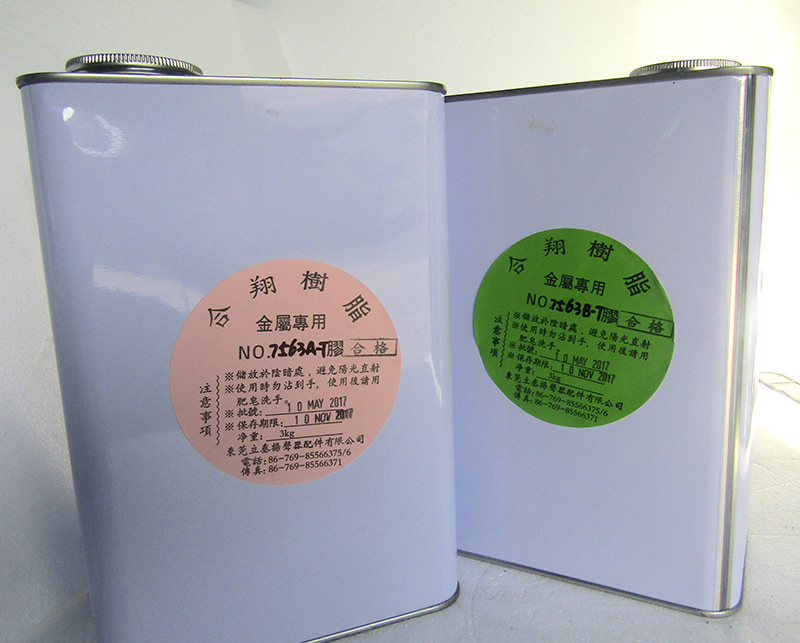 合翔樹脂
金屬專用
NO.7563A-T膠 合格
注意事項
※儲放於陰暗處，避免陽光直射
※使用時勿沾到手，使用後請用
肥皂洗手。
※批號: 10 MAY 2017
※保存期限: 10 NOV 2017
淨重: 3kg
東莞立叁揚聲器配件有限公司
電話: 86-769-85566375/6
傳真: 86-769-85566371
合翔樹脂
金屬專用
NO.7563B-T膠 合格
注意事項
※儲放於陰暗處，避免陽光直射
※使用時勿沾到手，使用後請用
肥皂洗手。
※批號: 10 MAY 2017
※保存期限: 10 NOV 2017
淨重: 3kg
東莞立叁揚聲器配件有限公司
電話: 86-769-85566375/6
傳真: 86-769-85566371